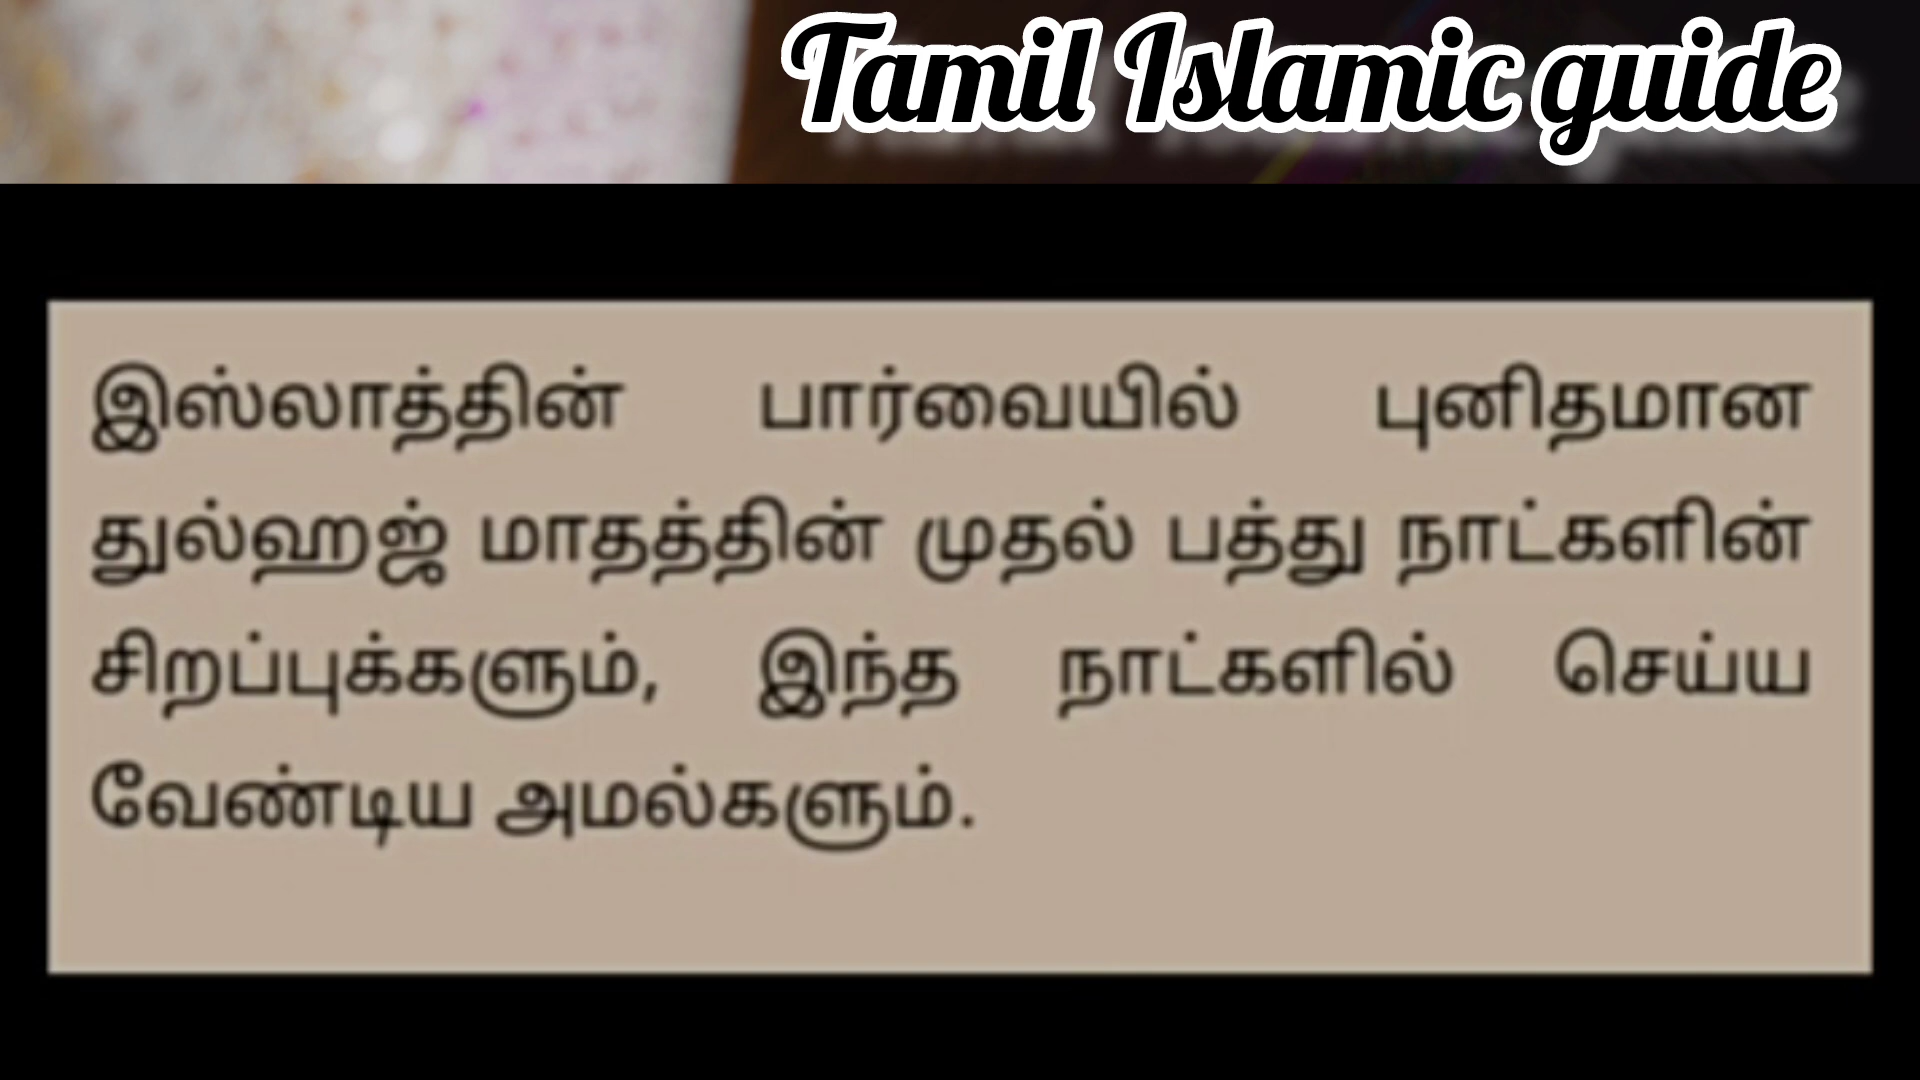 Tamil Islamic guide
இஸ்லாத்தின் பார்வையில் புனிதமான
துல்ஹஜ் மாதத்தின் முதல் பத்து நாட்களின்
சிறப்புக்களும், இந்த நாட்களில் செய்ய
வேண்டிய அமல்களும்.